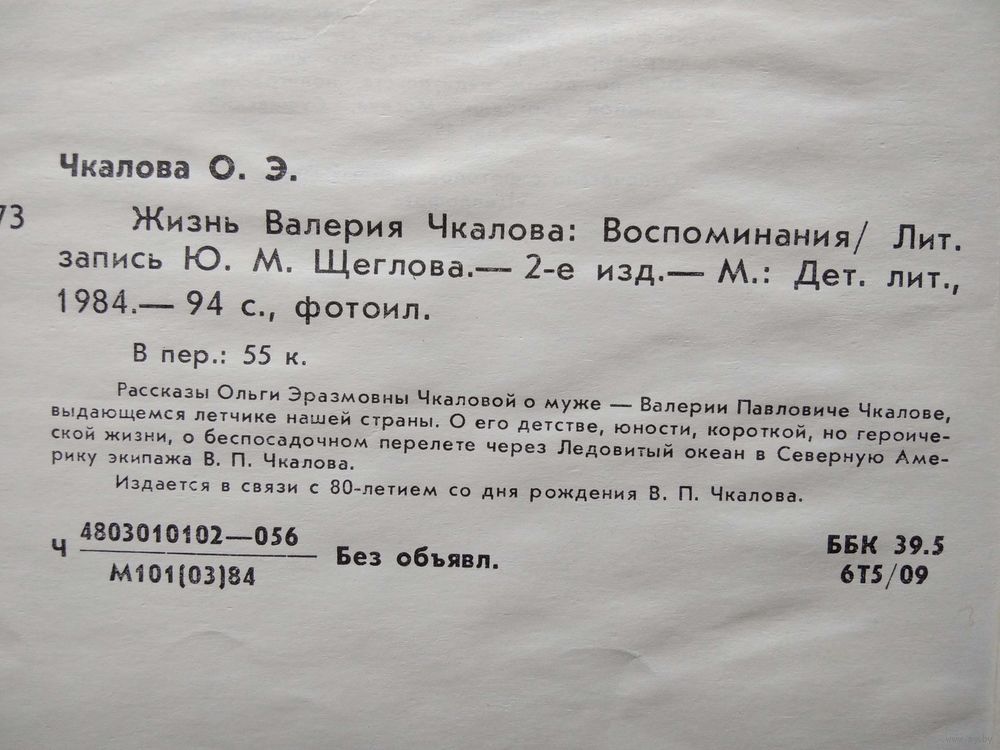 Чкалова О. Э.
73 Жизнь Валерия Чкалова: Воспоминания/ Лит.
запись Ю. М. Щеглова.— 2-е изд.— М.: Дет. лит.,
1984.— 94 с., фотоил.
В пер.: 55 к.
Рассказы Ольги Эразмовны Чкаловой о муже — Валерии Павловиче Чкалове,
выдающемся летчике нашей страны. О его детстве, юности, короткой, но героиче-
ской жизни, о беспосадочном перелете через Ледовитый океан в Северную Аме-
рику экипажа В. П. Чкалова.
Издается в связи с 80-летием со дня рождения В. П. Чкалова.
Ч 4803010102—056 Без объявл.
М101(03)84
ББК 39.5
6Т5/09